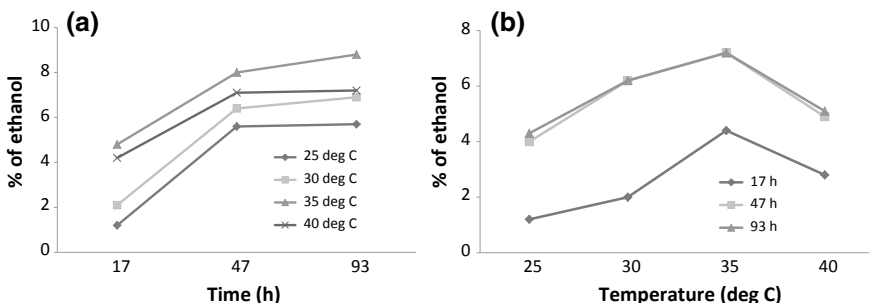 (a)
% of ethanol
10
8
6
4
2
0
25 deg C
30 deg C
35 deg C
40 deg C
17 47 93
Time (h)
(b)
% of ethanol
8
6
4
2
0
17 h
47 h
93 h
25 30 35 40
Temperature (deg C)